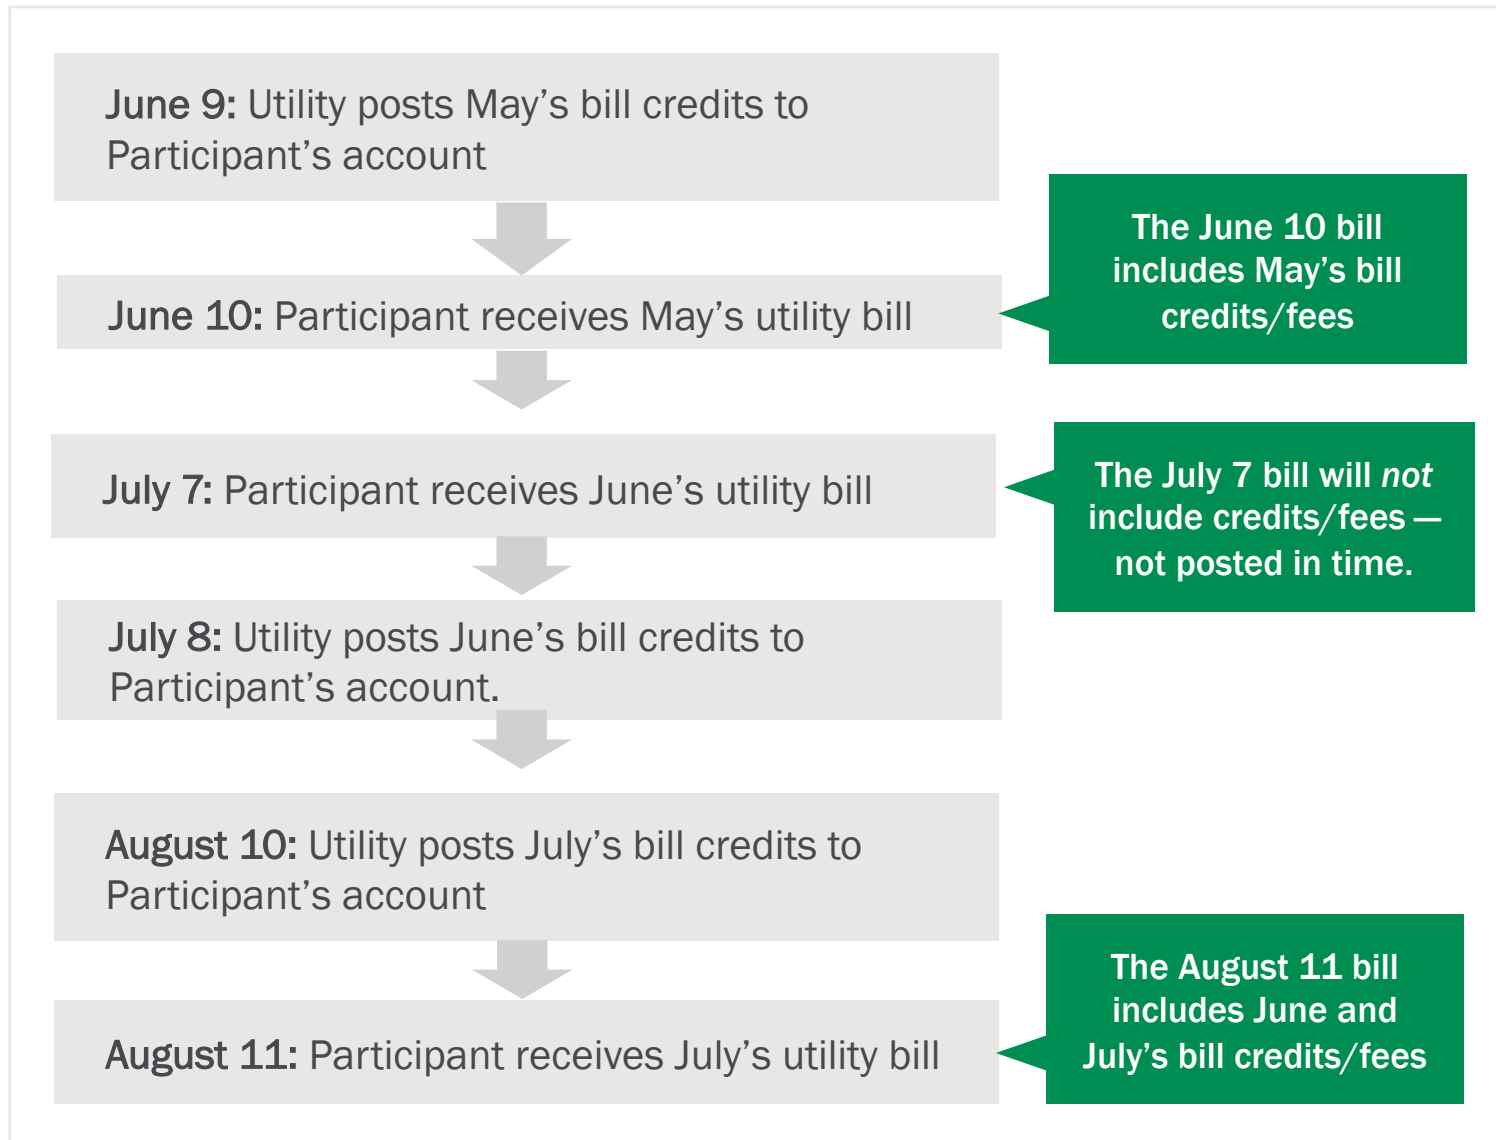 June 9: Utility posts May’s bill credits to
Participant’s account
The June 10 bill
includes May’s bill
credits/fees
June 10: Participant receives May’s utility bill
The July 7 bill will not
include credits/fees —
not posted in time.
July 7: Participant receives June’s utility bill
July 8: Utility posts June’s bill credits to
Participant’s account.
August 10: Utility posts July’s bill credits to
Participant’s account
The August 11 bill
includes June and
July’s bill credits/fees
August 11: Participant receives July’s utility bill